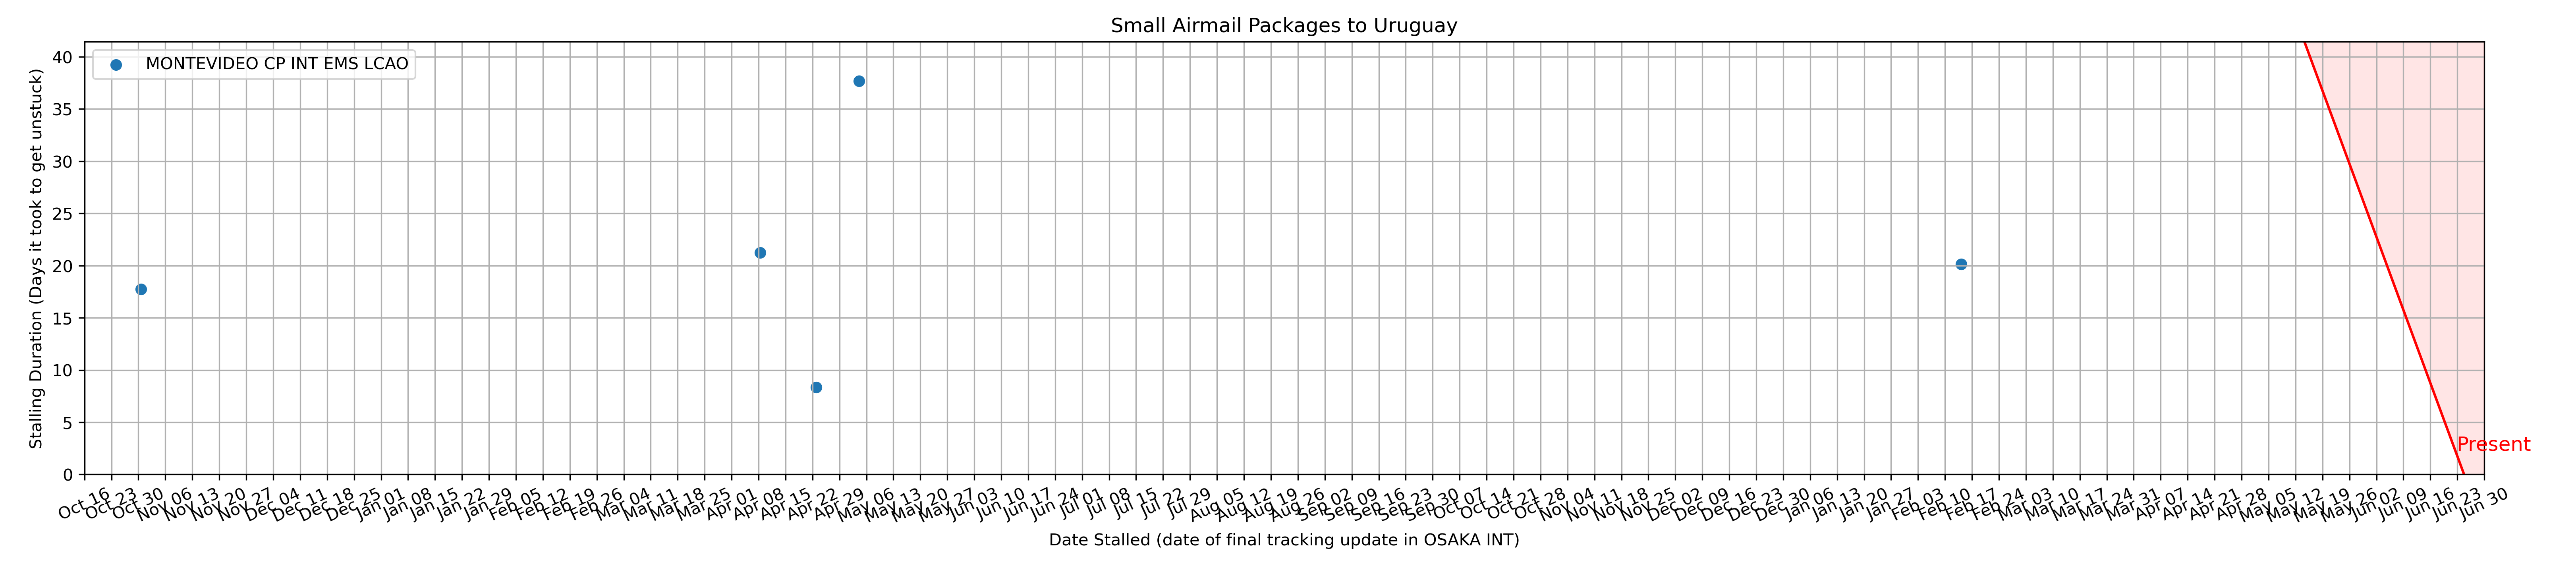 Small Airmail Packages to Uruguay
MONTEVIDEO CP INT EMS LCAO
Stalling Duration (Days it took to get unstuck)
40
35
30
25
20
15
10
5
0
Present
Oct 16
Oct 23
Oct 30
Nov 06
Nov 13
Nov 20
Nov 27
Dec 04
Dec 11
Dec 18
Dec 25
Jan 01
Jan 08
Jan 15
Jan 22
Jan 29
Feb 05
Feb 12
Feb 19
Feb 26
Mar 04
Mar 11
Mar 18
Mar 25
Apr 01
Apr 08
Apr 15
Apr 22
Apr 29
May 06
May 13
May 20
May 27
Jun 03
Jun 10
Jun 17
Jun 24
Jul 01
Jul 08
Jul 15
Jul 22
Jul 29
Aug 05
Aug 12
Aug 19
Aug 26
Sep 02
Sep 09
Sep 16
Sep 23
Sep 30
Oct 07
Oct 14
Oct 21
Oct 28
Nov 04
Nov 11
Nov 18
Nov 25
Dec 02
Dec 09
Dec 16
Dec 23
Dec 30
Jan 06
Jan 13
Jan 20
Jan 27
Feb 03
Feb 10
Feb 17
Feb 24
Mar 03
Mar 10
Mar 17
Mar 24
Mar 31
Apr 07
Apr 14
Apr 21
Apr 28
May 05
May 12
May 19
May 26
Jun 02
Jun 09
Jun 16
Jun 23
Jun 30
Date Stalled (date of final tracking update in OSAKA INT)